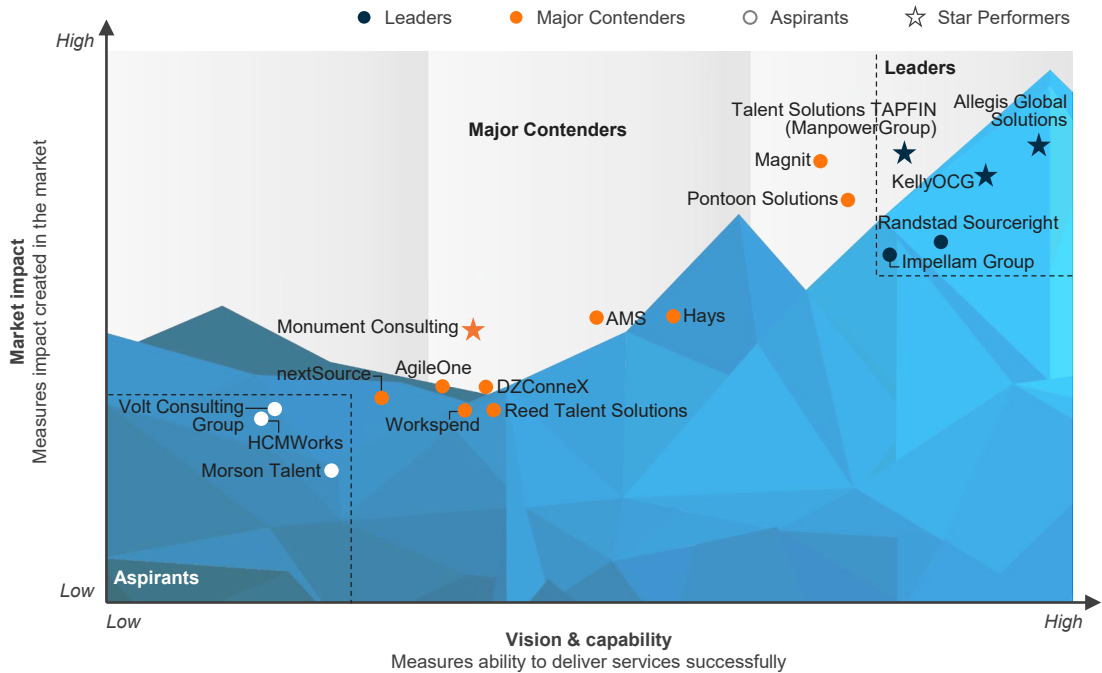 Leaders
Major Contenders
Aspirants
Star Performers
High
Market impact
Measures impact created in the market
Low
Leaders
Allegis Global
Solutions
Talent Solutions TAPFIN
(ManpowerGroup)
Major Contenders
Magnit
KellyOCG
Pontoon Solutions
Randstad Sourceright
Impellam Group
Monument Consulting
AMS
Hays
AgileOne
nextSource
DZConneX
Volt Consulting
Group
Reed Talent Solutions
Workspend
HCMWorks
Morson Talent
Aspirants
Low
High
Vision & capability
Measures ability to deliver services successfully